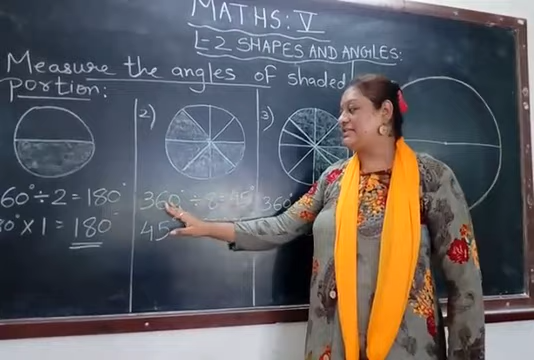 MATHS: V
L-2 SHAPES AND ANGLES:
Measure the angles of shaded
portion:
2)
3)
60° ÷ 2 = 180°
360° ÷ 8 = 45°
360°
80° × 1 = 180°
45